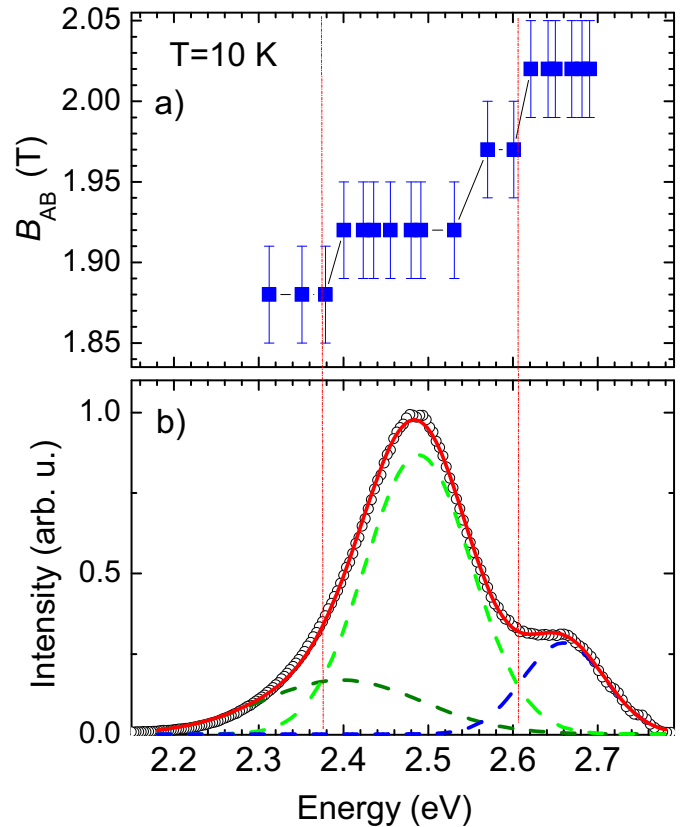 T=10 K
a)
2.05
2.00
1.95
1.90
1.85
B_AB (T)
b)
1.0
0.5
0.0
Intensity (arb. u.)
2.2 2.3 2.4 2.5 2.6 2.7
Energy (eV)